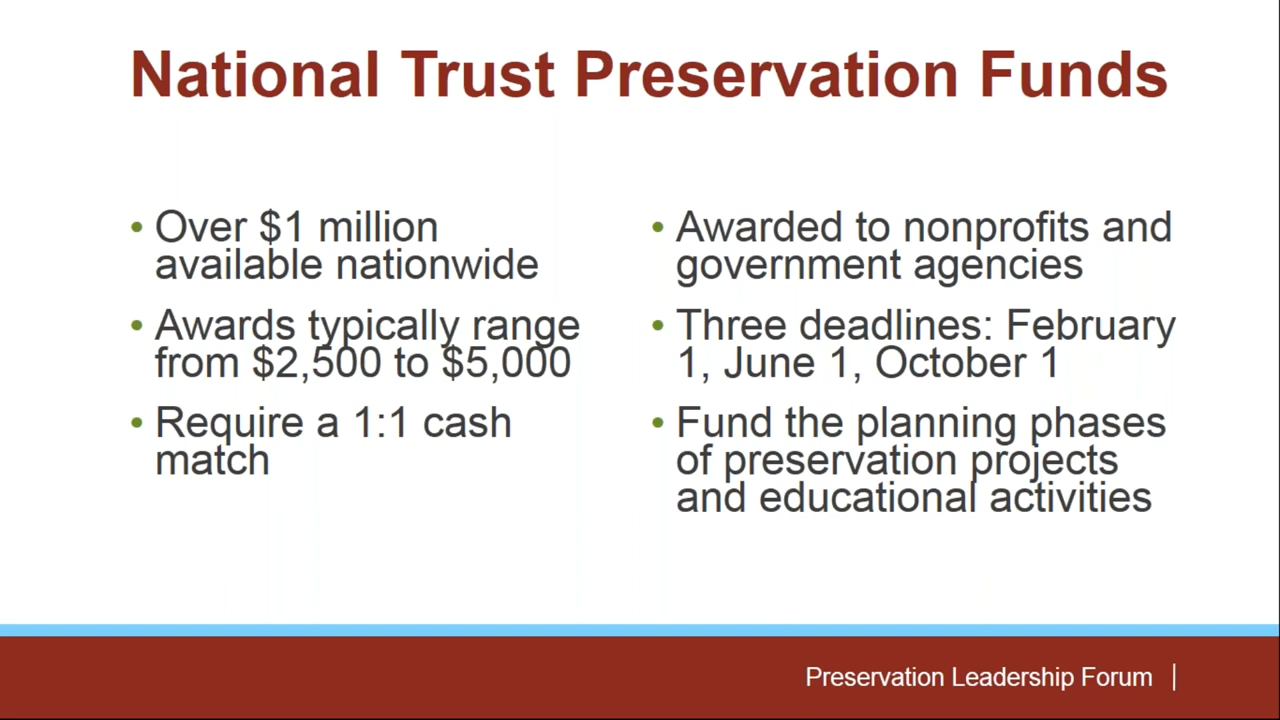 National Trust Preservation Funds
• Over $1 million
available nationwide
• Awards typically range
from $2,500 to $5,000
• Require a 1:1 cash
match
• Awarded to nonprofits and
government agencies
• Three deadlines: February
1, June 1, October 1
• Fund the planning phases
of preservation projects
and educational activities
Preservation Leadership Forum